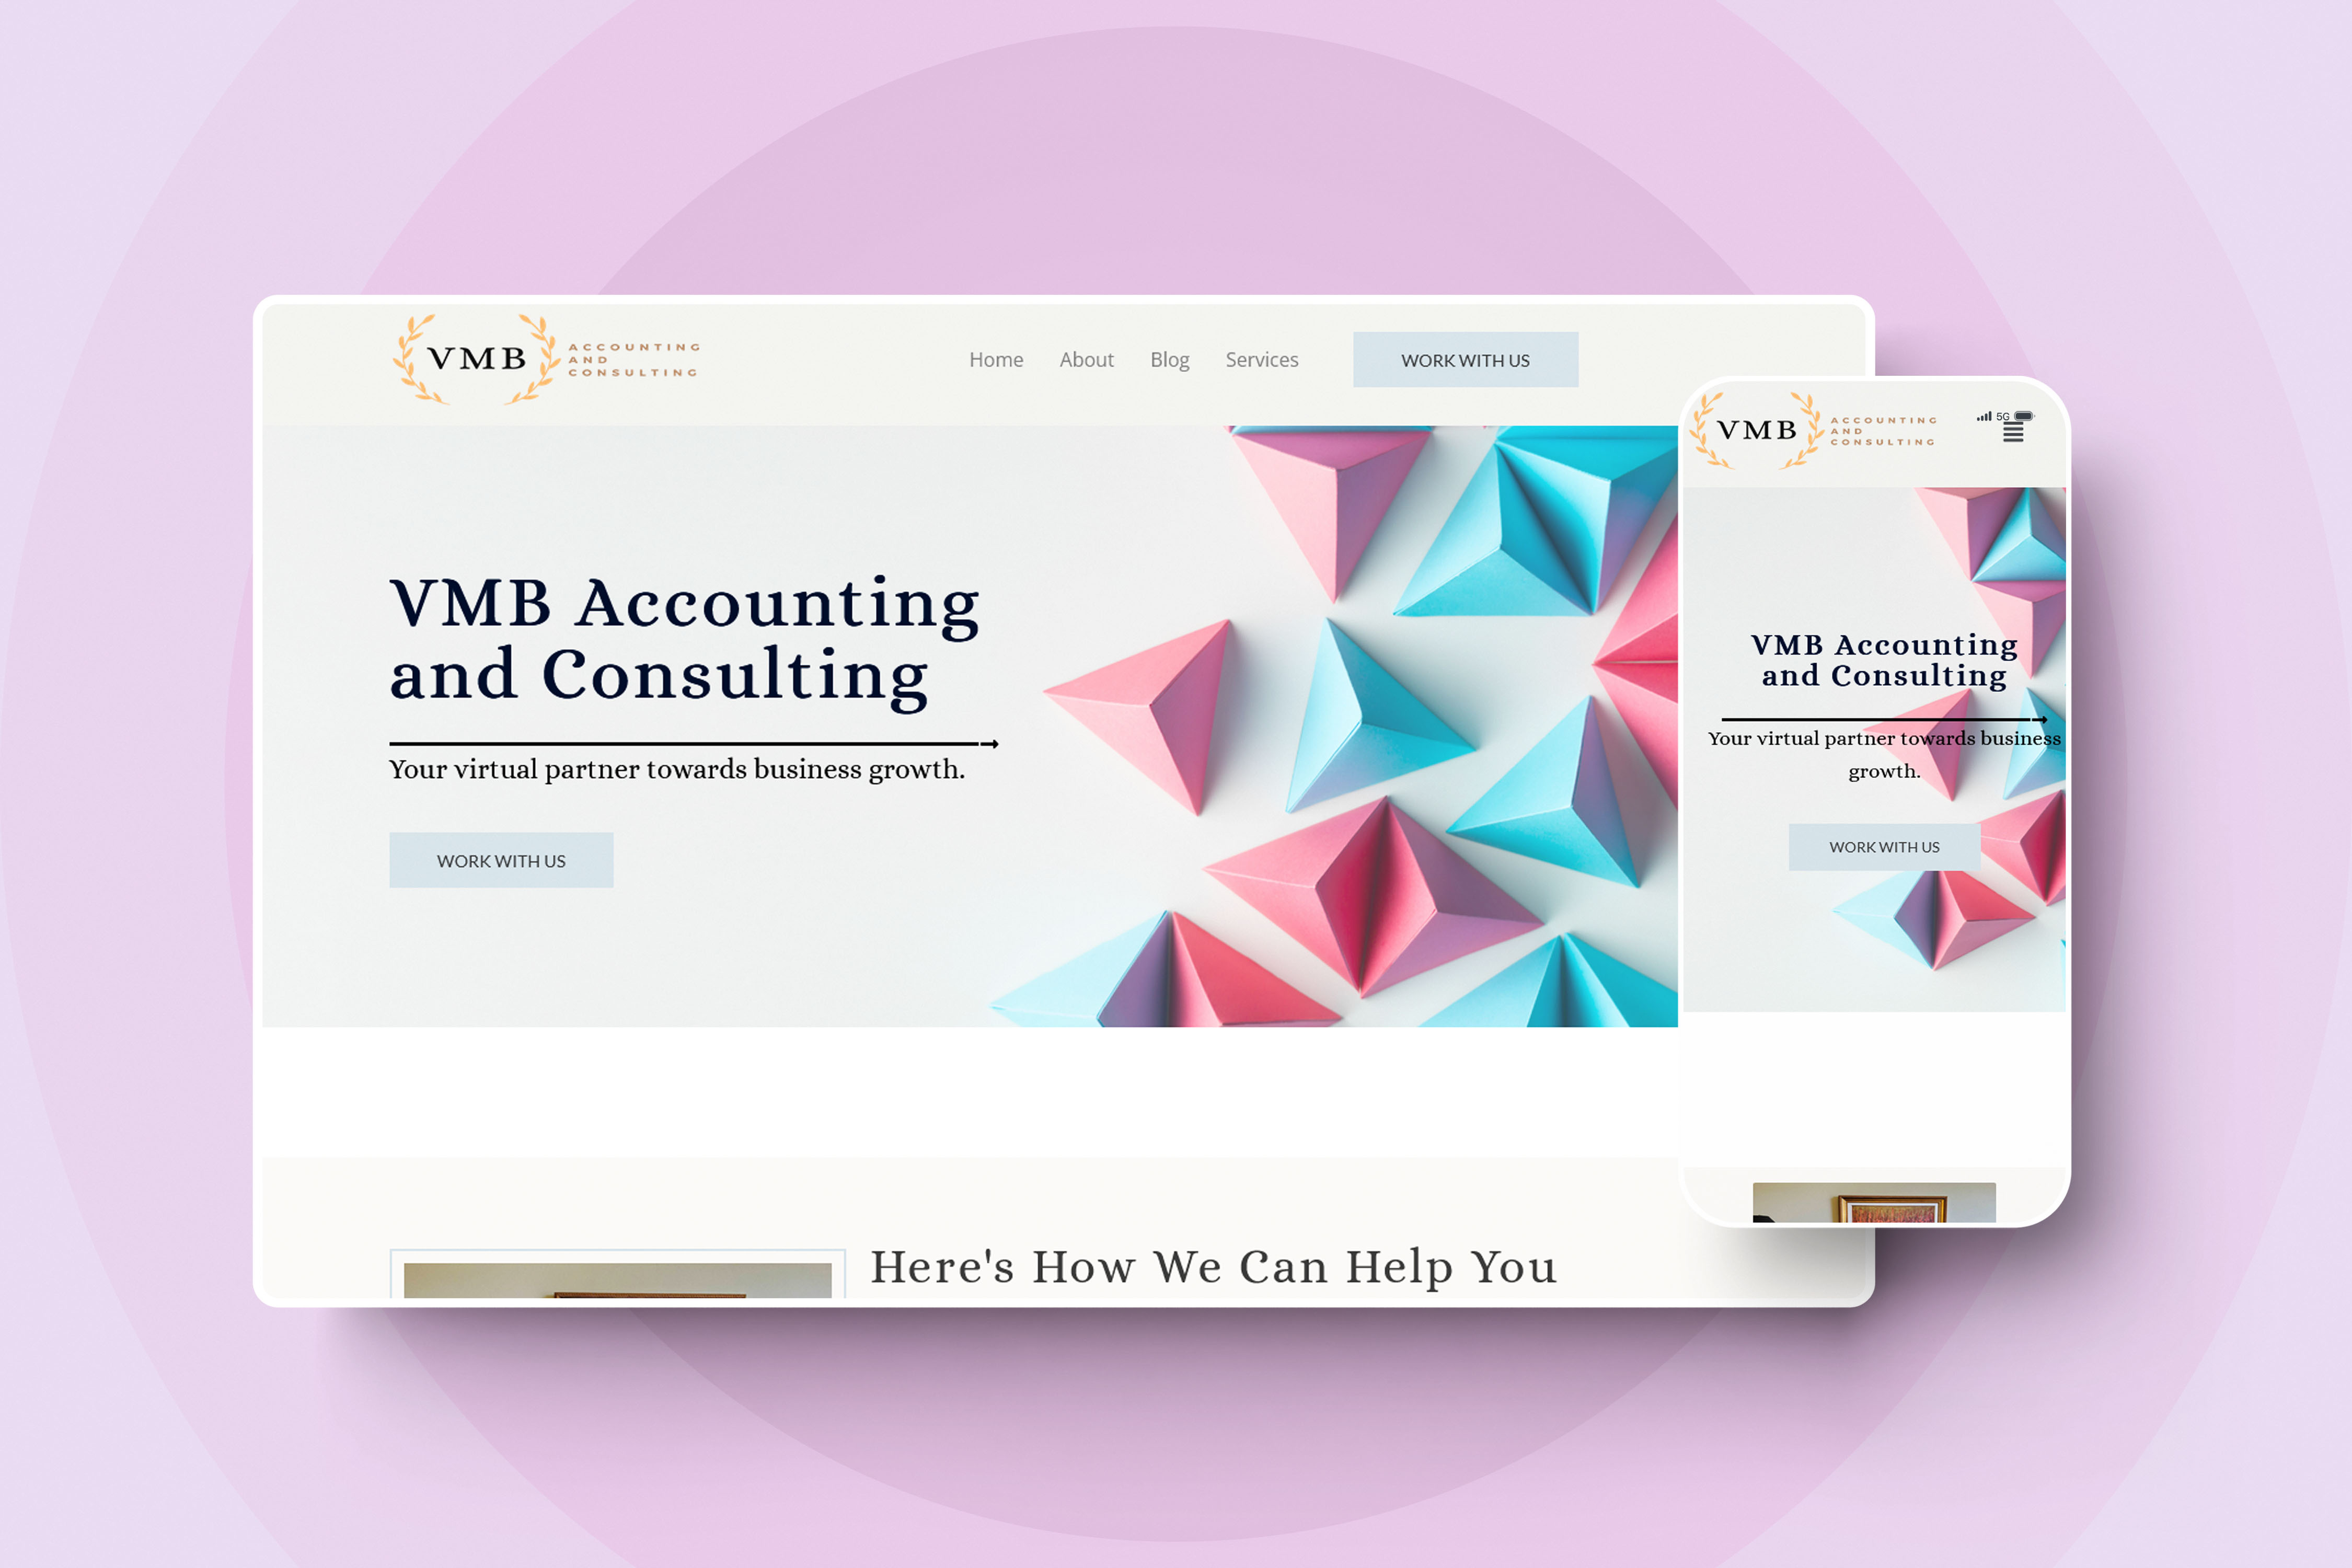 VMB
ACCOUNTING
AND
CONSULTING
Home About Blog Services WORK WITH US
VMB Accounting
and Consulting
Your virtual partner towards business growth.
WORK WITH US
Here's How We Can Help You
VMB
ACCOUNTING
AND
CONSULTING
5G
VMB Accounting
and Consulting
Your virtual partner towards business
growth.
WORK WITH US